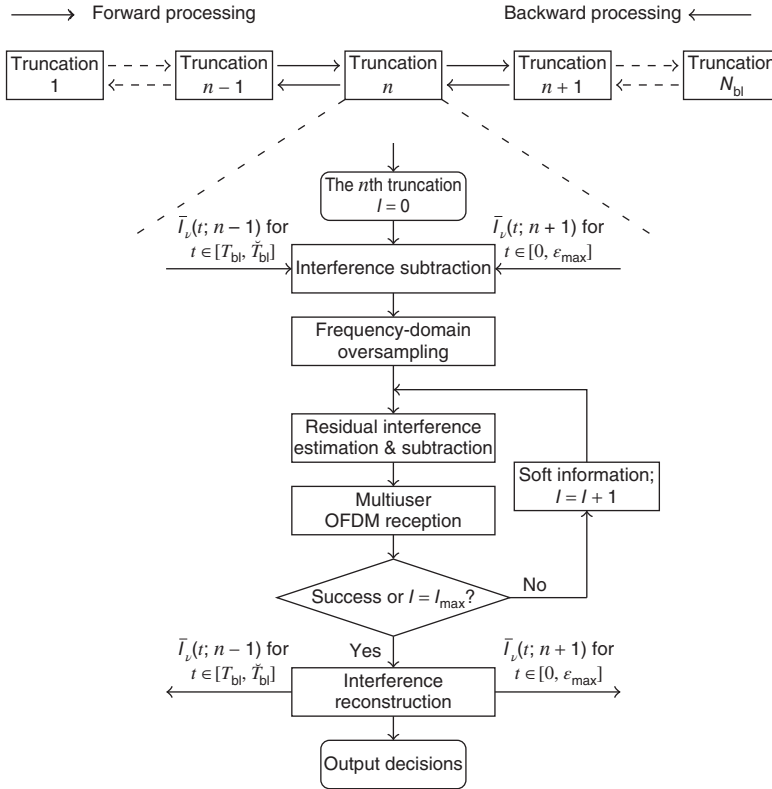 Forward processing
Backward processing
Truncation
1
Truncation
n − 1
Truncation
n
Truncation
n + 1
Truncation
N_bl
The nth truncation
l = 0
Ī_ν(t; n − 1) for
t ∈ [T_bl, T̆_bl]
Ī_ν(t; n + 1) for
t ∈ [0, ε_max]
Interference subtraction
Frequency-domain
oversampling
Residual interference
estimation & subtraction
Soft information;
l = l + 1
Multiuser
OFDM reception
Success or l = l_max?
No
Yes
Ī_ν(t; n − 1) for
t ∈ [T_bl, T̆_bl]
Ī_ν(t; n + 1) for
t ∈ [0, ε_max]
Interference
reconstruction
Output decisions